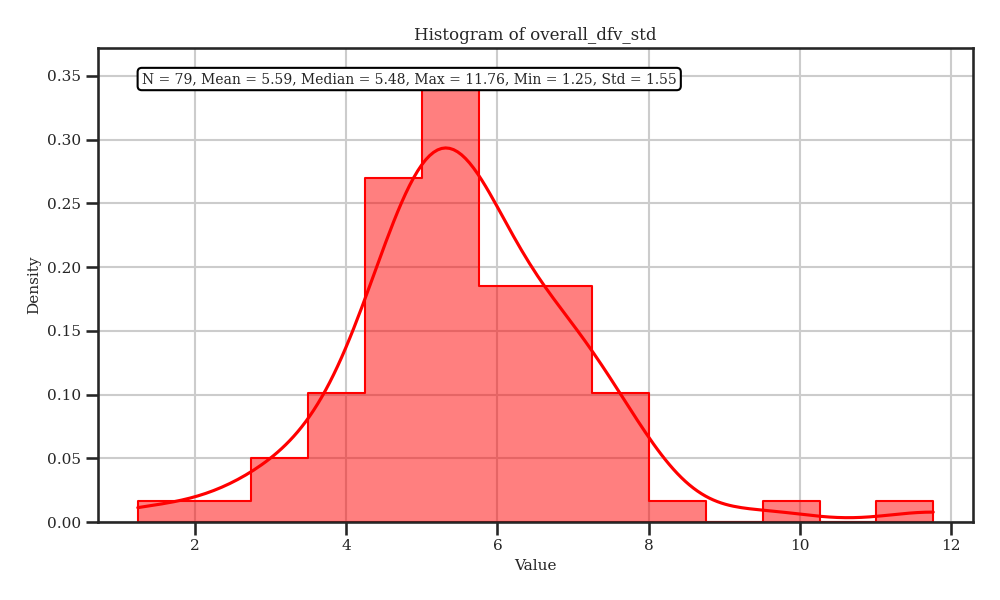 Histogram of overall_dfv_std
N = 79, Mean = 5.59, Median = 5.48, Max = 11.76, Min = 1.25, Std = 1.55
0.35
0.30
0.25
0.20
0.15
0.10
0.05
0.00
Density
2 4 6 8 10 12
Value